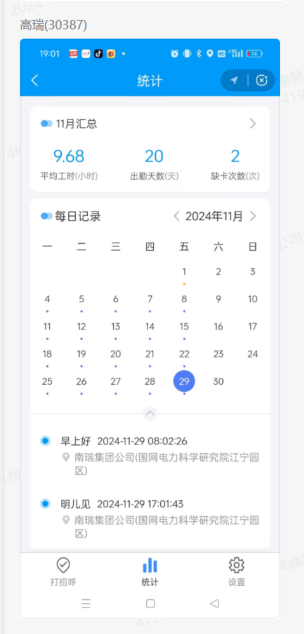 高瑞(30387)
19:01
统计
11月汇总
9.68 20 2
平均工时(小时) 出勤天数(天) 缺卡次数(次)
每日记录 2024年11月
一 二 三 四 五 六 日
1 2 3
4 5 6 7 8 9 10
11 12 13 14 15 16 17
18 19 20 21 22 23 24
25 26 27 28 29 30
早上好 2024-11-29 08:02:26
南瑞集团公司(国网电力科学研究院江宁园
区)
明儿见 2024-11-29 17:01:43
南瑞集团公司(国网电力科学研究院江宁园
区)
打招呼 统计 设置